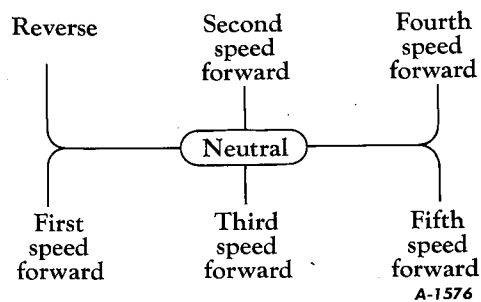 Reverse
Second
speed
forward
Fourth
speed
forward
Neutral
First
speed
forward
Third
speed
forward
Fifth
speed
forward
A-1576